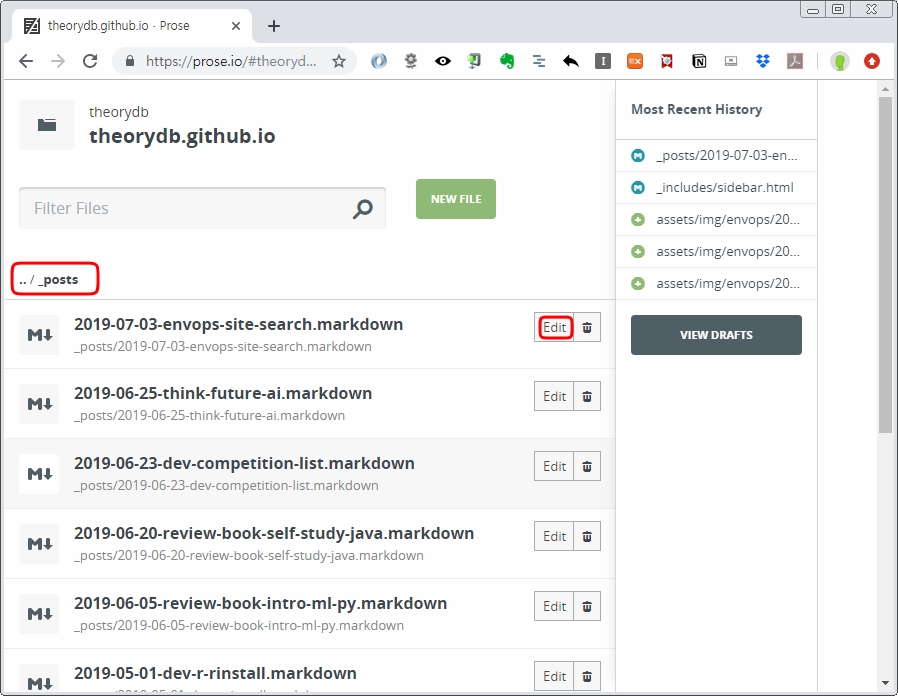 theorydb.github.io · Prose
https://prose.io/#theoryd...
theorydb
theorydb.github.io
Filter Files
NEW FILE
.. / _posts
2019-07-03-envops-site-search.markdown
_posts/2019-07-03-envops-site-search.markdown
Edit
2019-06-25-think-future-ai.markdown
_posts/2019-06-25-think-future-ai.markdown
Edit
2019-06-23-dev-competition-list.markdown
_posts/2019-06-23-dev-competition-list.markdown
Edit
2019-06-20-review-book-self-study-java.markdown
_posts/2019-06-20-review-book-self-study-java.markdown
Edit
2019-06-05-review-book-intro-ml-py.markdown
_posts/2019-06-05-review-book-intro-ml-py.markdown
Edit
2019-05-01-dev-r-rinstall.markdown
Edit
Most Recent History
_posts/2019-07-03-en...
_includes/sidebar.html
assets/img/envops/20...
assets/img/envops/20...
assets/img/envops/20...
VIEW DRAFTS